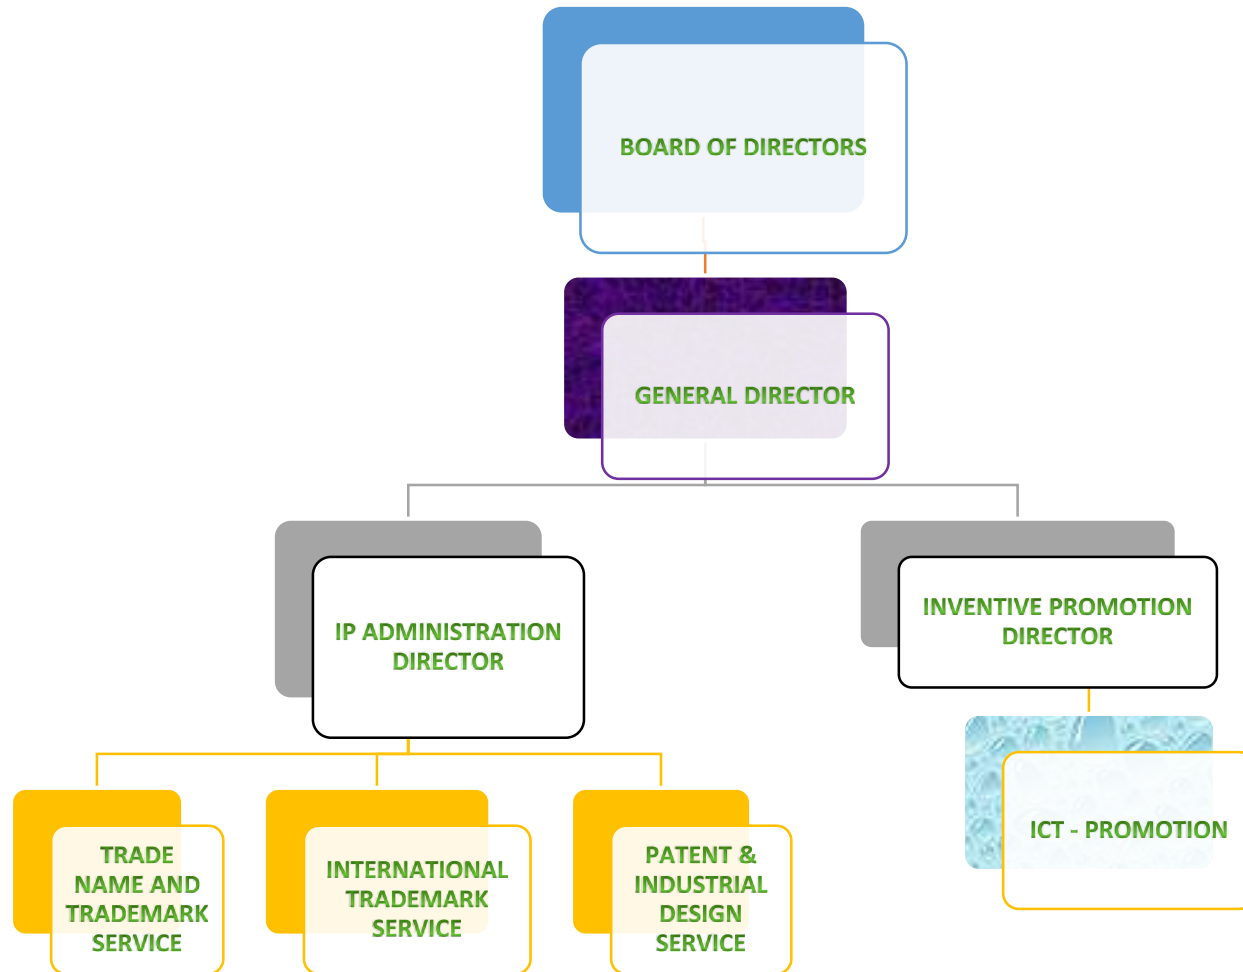 BOARD OF DIRECTORS
GENERAL DIRECTOR
IP ADMINISTRATION
DIRECTOR
INVENTIVE PROMOTION
DIRECTOR
TRADE
NAME AND
TRADEMARK
SERVICE
INTERNATIONAL
TRADEMARK
SERVICE
PATENT &
INDUSTRIAL
DESIGN
SERVICE
ICT - PROMOTION